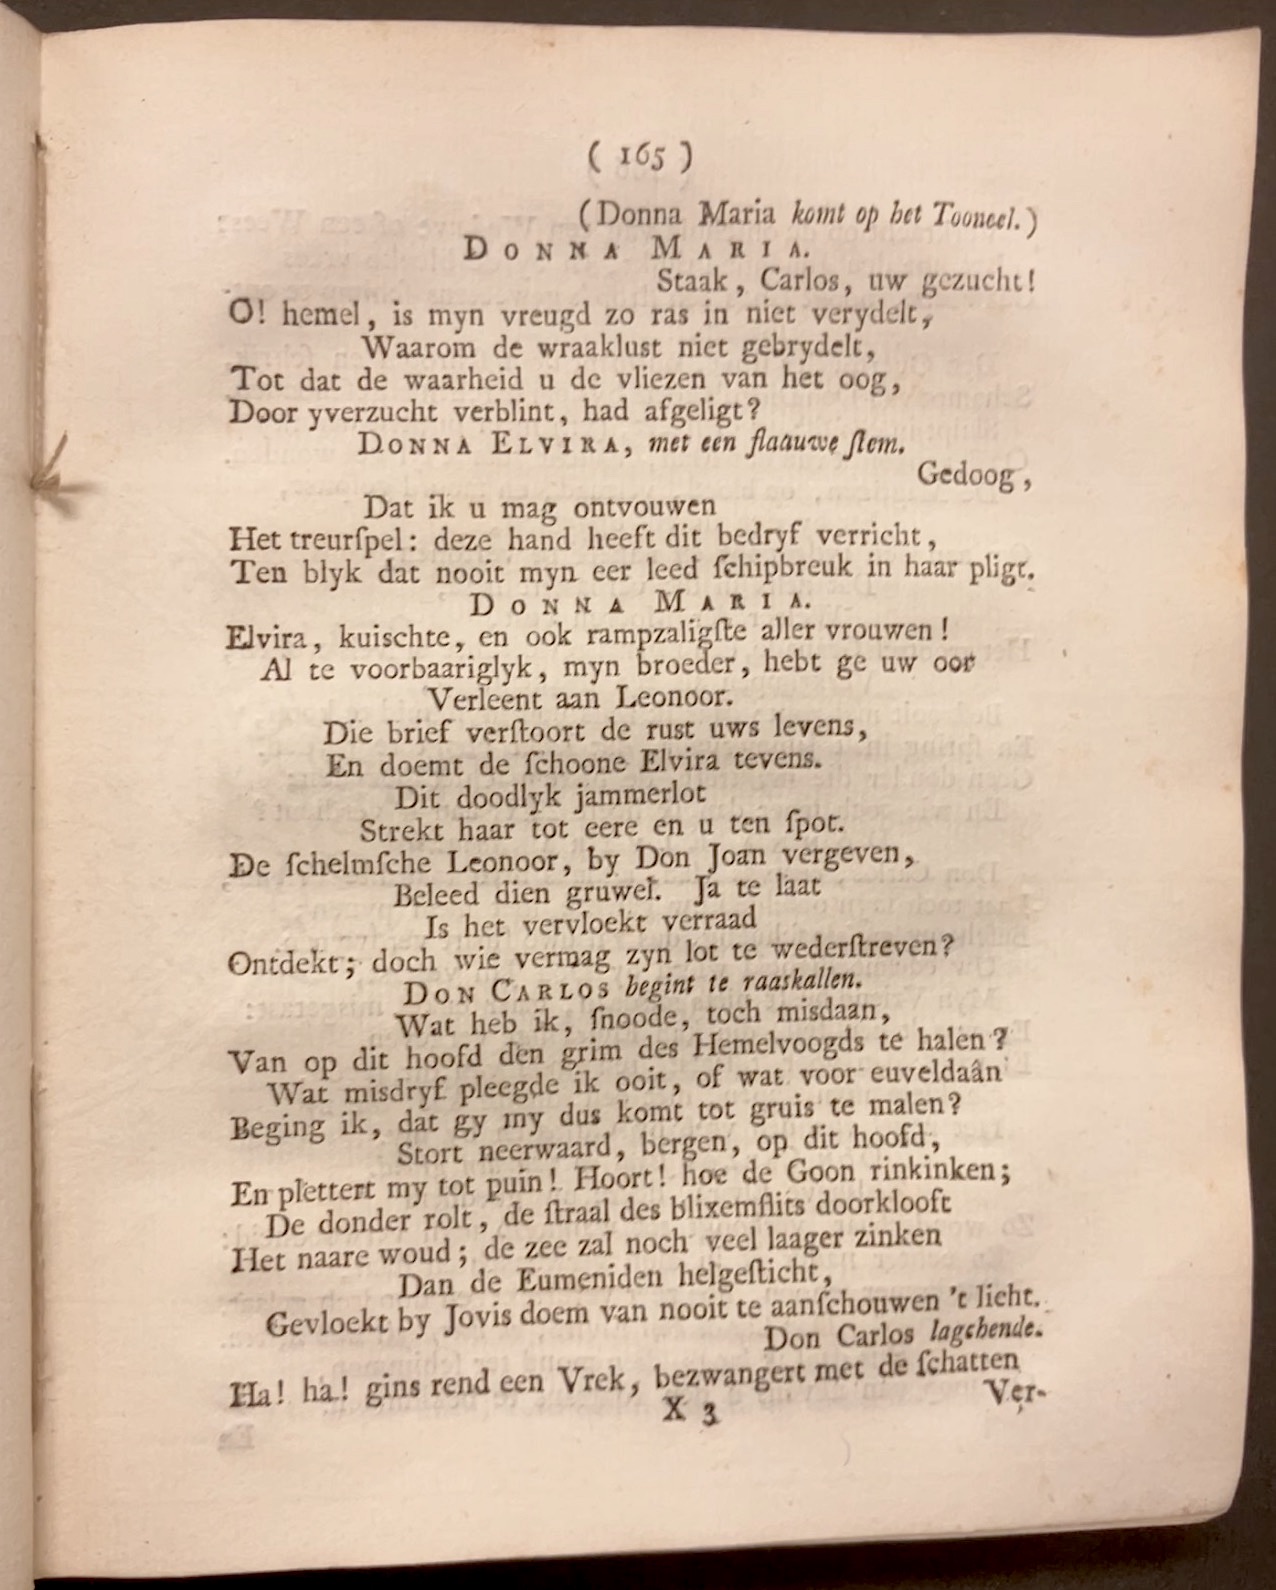 ( 165 )
(Donna Maria komt op het Tooneel.)
DONNA MARIA.
Staak, Carlos, uw gezucht!
O! hemel, is myn vreugd zo ras in niet verydelt,
Waarom de wraaklust niet gebrydelt,
Tot dat de waarheid u de vliezen van het oog,
Door yverzucht verblint, had afgeligt?
DONNA ELVIRA, met een flaauwe ſtem.
Gedoog,
Dat ik u mag ontvouwen
Het treurſpel: deze hand heeft dit bedryf verricht,
Ten blyk dat nooit myn eer leed ſchipbreuk in haar pligt.
DONNA MARIA.
Elvira, kuischte, en ook rampzaligſte aller vrouwen!
Al te voorbaariglyk, myn broeder, hebt ge uw oor
Verleent aan Leonoor.
Die brief verſtoort de rust uws levens,
En doemt de ſchoone Elvira tevens.
Dit doodlyk jammerlot
Strekt haar tot eere en u ten ſpot.
De ſchelmſche Leonoor, by Don Joan vergeven,
Beleed dien gruwel. Ja te laat
Is het vervloekt verraad
Ontdekt; doch wie vermag zyn lot te wederſtreven?
DON CARLOS begint te raaskallen.
Wat heb ik, ſnoode, toch misdaan,
Van op dit hoofd den grim des Hemelvoogds te halen?
Wat misdryf pleegde ik ooit, of wat voor euveldaân
Beging ik, dat gy my dus komt tot gruis te malen?
Stort neerwaard, bergen, op dit hoofd,
En plettert my tot puin! Hoort! hoe de Goon rinkinken;
De donder rolt, de ſtraal des blixemflits doorklooft
Het naare woud; de zee zal noch veel laager zinken
Dan de Eumeniden helgeſticht,
Gevloekt by Jovis doem van nooit te aanſchouwen 't licht.
Don Carlos lagchende.
Ha! ha! gins rend een Vrek, bezwangert met de ſchatten
X 3
Ver-